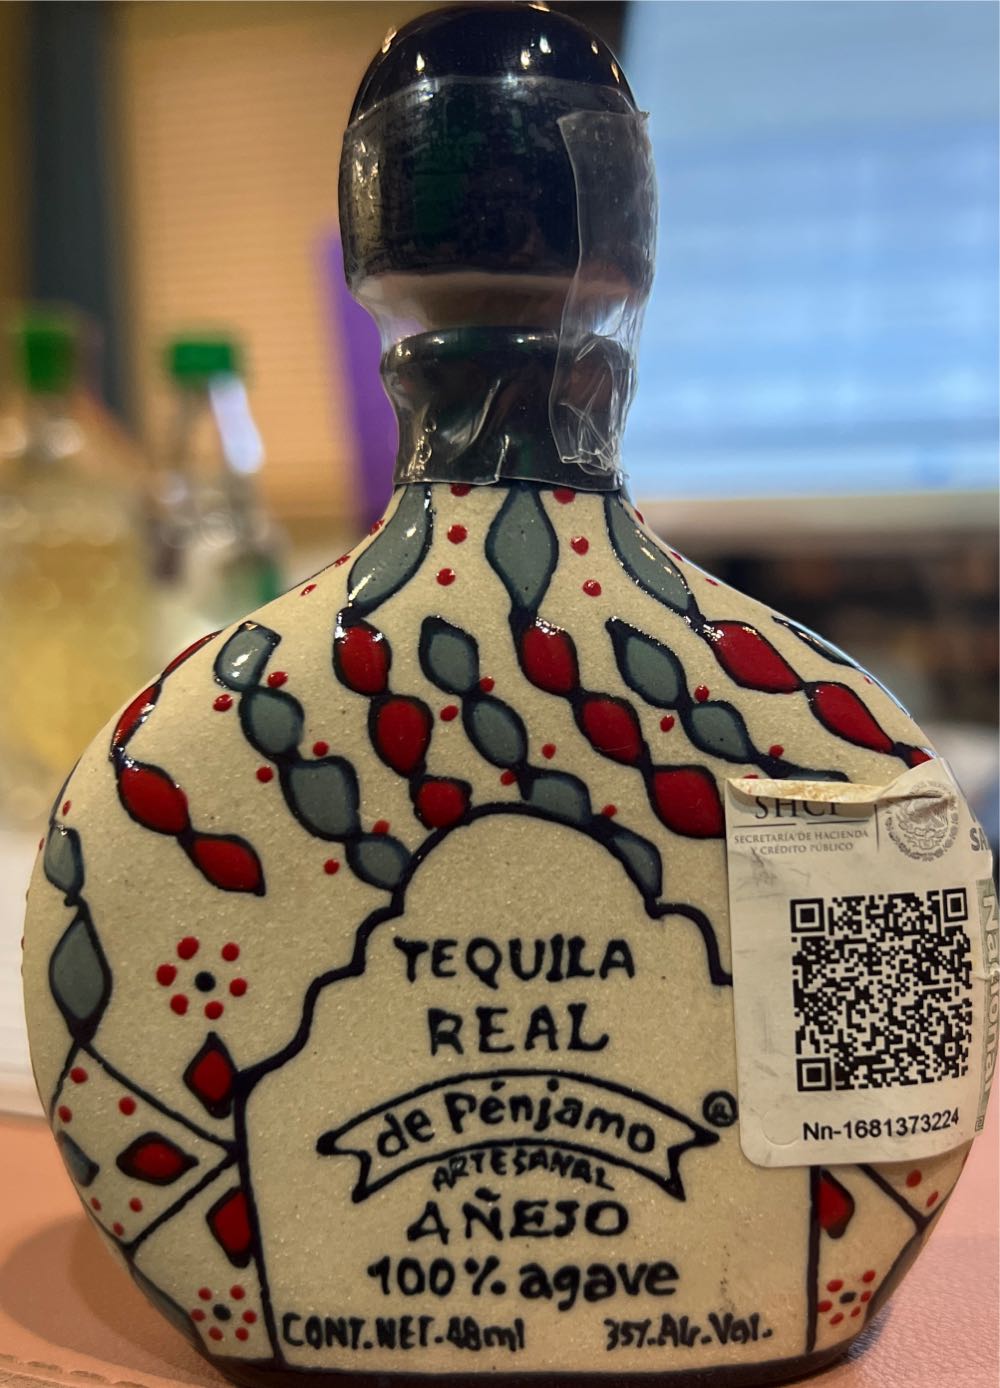 TEQUILA
REAL
de Pénjamo ®
ARTESANAL
AÑEJO
100% agave
CONT.NET.48ml 35%.Alc.Vol.
SHCP
SECRETARÍA DE HACIENDA
Y CRÉDITO PÚBLICO
Nn-1681373224
Nacional